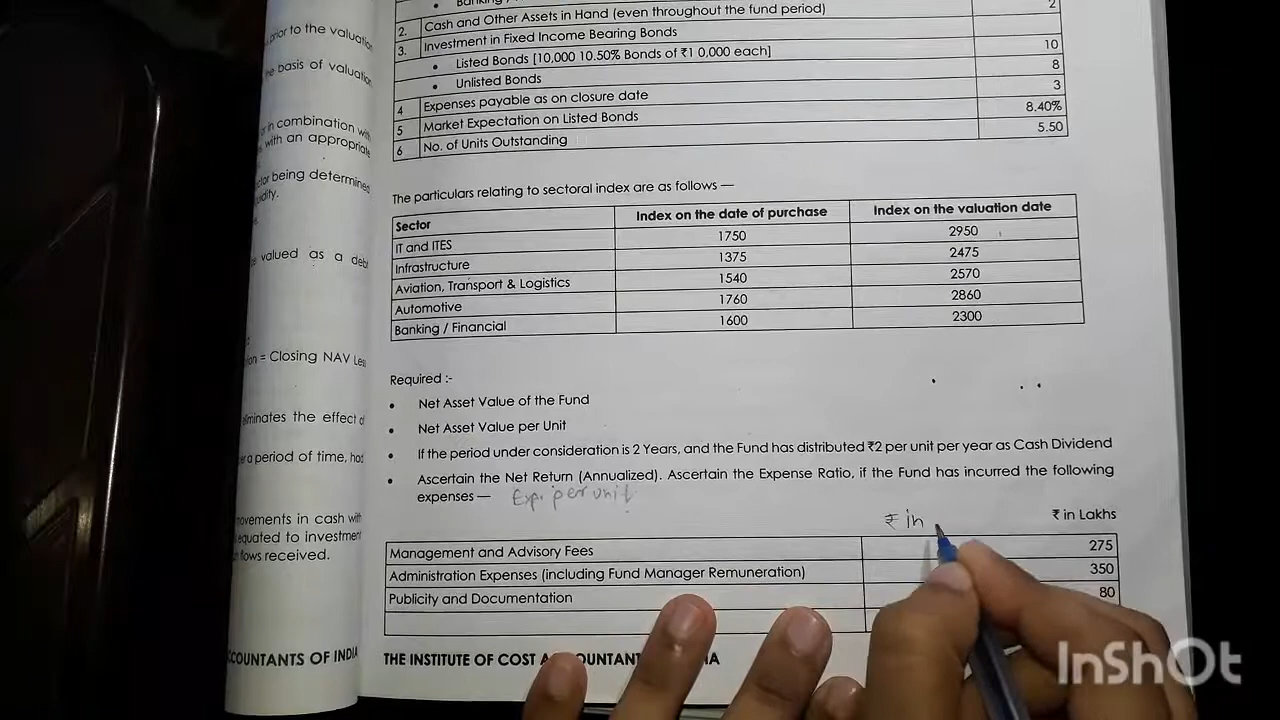 prior to the valuation
basis of valuation
in combination with
with an appropriate
being determined
valued as a debt
= Closing NAV Less
the effect of
a period of time, had
movements in cash with
equated to investment
flows received.
COUNTANTS OF INDIA
• Banking /
2. Cash and Other Assets in Hand (even throughout the fund period) 2
3. Investment in Fixed Income Bearing Bonds
• Listed Bonds [10,000 10.50% Bonds of ₹1 0,000 each] 10
• Unlisted Bonds 8
4 Expenses payable as on closure date 3
5 Market Expectation on Listed Bonds 8.40%
6 No. of Units Outstanding 5.50
The particulars relating to sectoral index are as follows —
Sector Index on the date of purchase Index on the valuation date
IT and ITES 1750 2950
Infrastructure 1375 2475
Aviation, Transport & Logistics 1540 2570
Automotive 1760 2860
Banking / Financial 1600 2300
Required :-
• Net Asset Value of the Fund
• Net Asset Value per Unit
• If the period under consideration is 2 Years, and the Fund has distributed ₹2 per unit per year as Cash Dividend
• Ascertain the Net Return (Annualized). Ascertain the Expense Ratio, if the Fund has incurred the following
expenses — Exp. per unit
₹ in ₹ in Lakhs
Management and Advisory Fees 275
Administration Expenses (including Fund Manager Remuneration) 350
Publicity and Documentation 80
THE INSTITUTE OF COST
InShOt